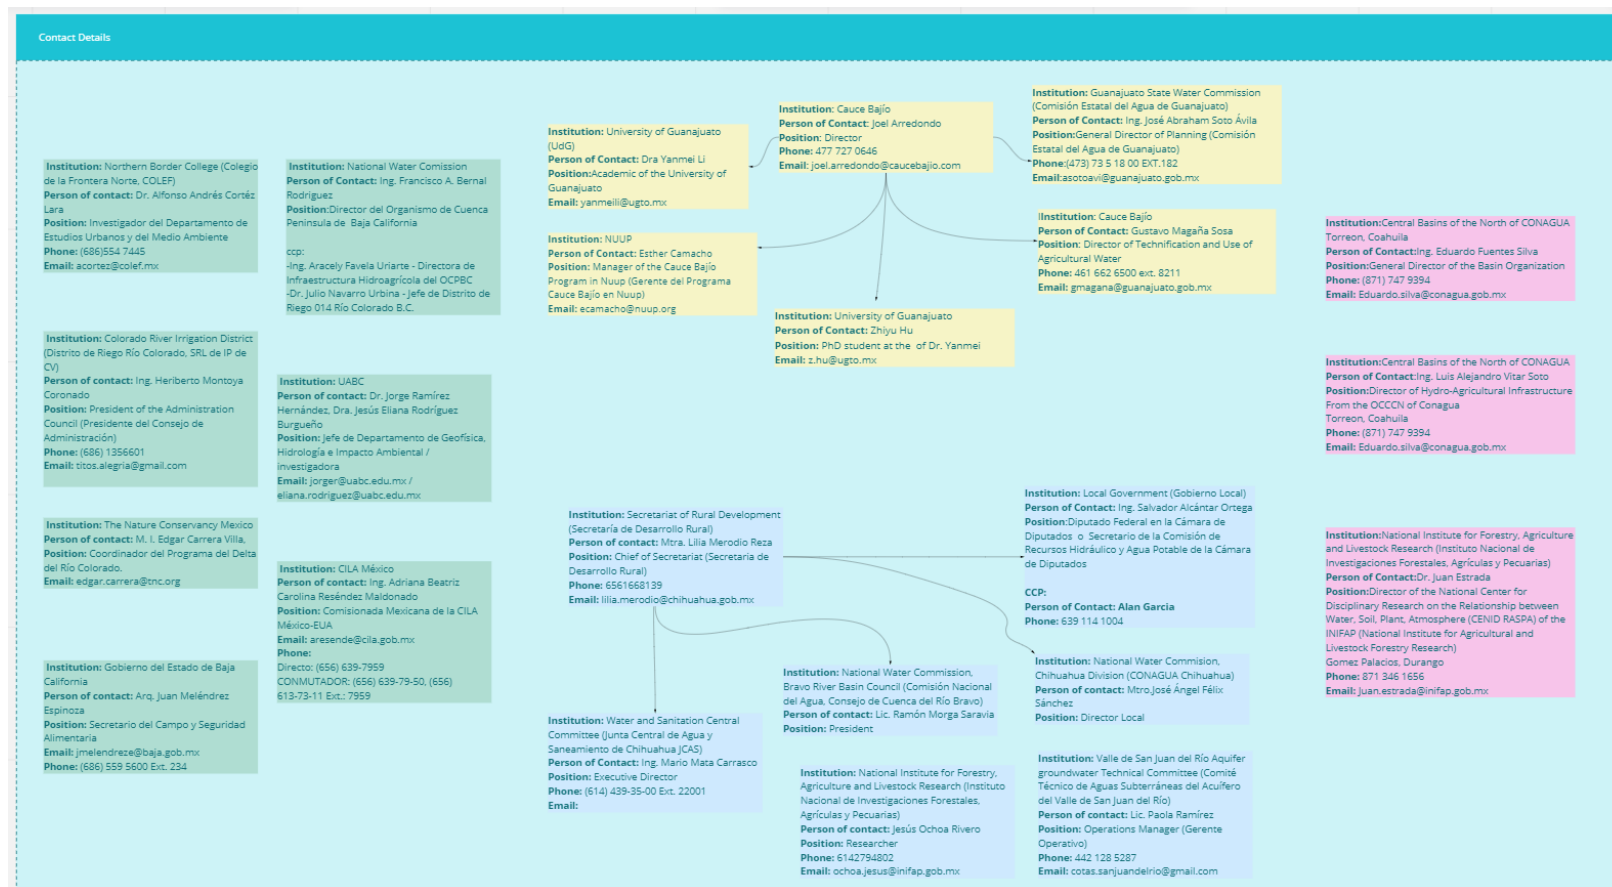 Contact Details
Institution: Northern Border College (Colegio
de la Frontera Norte, COLEF)
Person of contact: Dr. Alfonso Andrés Cortéz
Lara
Position: Investigador del Departamento de
Estudios Urbanos y del Medio Ambiente
Phone: (686)554 7445
Email: acortez@colef.mx
Institution: Colorado River Irrigation District
(Distrito de Riego Río Colorado, SRL de IP de
CV)
Person of contact: Ing. Heriberto Montoya
Coronado
Position: President of the Administration
Council (Presidente del Consejo de
Administración)
Phone: (686) 1356601
Email: titos.alegria@gmail.com
Institution: The Nature Conservancy Mexico
Person of contact: M. I. Edgar Carrera Villa,
Position: Coordinador del Programa del Delta
del Río Colorado.
Email: edgar.carrera@tnc.org
Institution: Gobierno del Estado de Baja
California
Person of contact: Arq. Juan Meléndrez
Espinoza
Position: Secretario del Campo y Seguridad
Alimentaria
Email: jmelendreze@baja.gob.mx
Phone: (686) 559 5600 Ext. 234
Institution: National Water Comission
Person of Contact: Ing. Francisco A. Bernal
Rodriguez
Position:Director del Organismo de Cuenca
Peninsula de  Baja California
ccp:
-Ing. Aracely Favela Uriarte - Directora de
Infraestructura Hidroagrícola del OCPBC
-Dr. Julio Navarro Urbina - Jefe de Distrito de
Riego 014 Río Colorado B.C.
Institution: UABC
Person of contact: Dr. Jorge Ramírez
Hernández, Dra. Jesús Eliana Rodríguez
Burgueño
Position: Jefe de Departamento de Geofísica,
Hidrología e Impacto Ambiental /
investigadora
Email: jorger@uabc.edu.mx /
eliana.rodriguez@uabc.edu.mx
Institution: CILA México
Person of contact: Ing. Adriana Beatriz
Carolina Reséndez Maldonado
Position: Comisionada Mexicana de la CILA
México-EUA
Email: aresende@cila.gob.mx
Phone:
Directo: (656) 639-7959
CONMUTADOR: (656) 639-79-50, (656)
613-73-11 Ext.: 7959
Institution: University of Guanajuato
(UdG)
Person of Contact: Dra Yanmei Li
Position:Academic of the University of
Guanajuato
Email: yanmeili@ugto.mx
Institution: NUUP
Person of Contact: Esther Camacho
Position: Manager of the Cauce Bajío
Program in Nuup (Gerente del Programa
Cauce Bajío en Nuup)
Email: ecamacho@nuup.org
Institution: Cauce Bajío
Person of Contact: Joel Arredondo
Position: Director
Phone: 477 727 0646
Email: joel.arredondo@caucebajio.com
Institution: University of Guanajuato
Person of Contact: Zhiyu Hu
Position: PhD student at the  of Dr. Yanmei
Email: z.hu@ugto.mx
Institution: Guanajuato State Water Commission
(Comisión Estatal del Agua de Guanajuato)
Person of Contact: Ing. José Abraham Soto Ávila
Position:General Director of Planning (Comisión
Estatal del Agua de Guanajuato)
Phone:(473) 73 5 18 00 EXT.182
Email:asotoavi@guanajuato.gob.mx
IInstitution: Cauce Bajío
Person of Contact: Gustavo Magaña Sosa
Position: Director of Technification and Use of
Agricultural Water
Phone: 461 662 6500 ext. 8211
Email: gmagana@guanajuato.gob.mx
Institution:Central Basins of the North of CONAGUA
Torreon, Coahuila
Person of Contact:Ing. Eduardo Fuentes Silva
Position:General Director of the Basin Organization
Phone: (871) 747 9394
Email: Eduardo.silva@conagua.gob.mx
Institution:Central Basins of the North of CONAGUA
Person of Contact:Ing. Luis Alejandro Vitar Soto
Position:Director of Hydro-Agricultural Infrastructure
From the OCCCN of Conagua
Torreon, Coahuila
Phone: (871) 747 9394
Email: Eduardo.silva@conagua.gob.mx
Institution:National Institute for Forestry, Agriculture
and Livestock Research (Instituto Nacional de
Investigaciones Forestales, Agrícolas y Pecuarias)
Person of Contact:Dr. Juan Estrada
Position:Director of the National Center for
Disciplinary Research on the Relationship between
Water, Soil, Plant, Atmosphere (CENID RASPA) of the
INIFAP (National Institute for Agricultural and
Livestock Forestry Research)
Gomez Palacios, Durango
Phone: 871 346 1656
Email: Juan.estrada@inifap.gob.mx
Institution: Secretariat of Rural Development
(Secretaría de Desarrollo Rural)
Person of contact: Mtra. Lilia Merodio Reza
Position: Chief of Secretariat (Secretaria de
Desarrollo Rural)
Phone: 6561668139
Email: lilia.merodio@chihuahua.gob.mx
Institution: Local Government (Gobierno Local)
Person of contact: Ing. Salvador Alcántar Ortega
Position:Diputado Federal en la Cámara de
Diputados  o  Secretario de la Comisión de
Recursos Hidráulico y Agua Potable de la Cámara
de Diputados
CCP:
Person of Contact: Alan Garcia
Phone: 639 114 1004
Institution: Water and Sanitation Central
Committee (Junta Central de Agua y
Saneamiento de Chihuahua JCAS)
Person of Contact: Ing. Mario Mata Carrasco
Position: Executive Director
Phone: (614) 439-35-00 Ext. 22001
Email:
Institution: National Water Commission,
Bravo River Basin Council (Comisión Nacional
del Agua, Consejo de Cuenca del Río Bravo)
Person of contact: Lic. Ramón Morga Saravia
Position: President
Institution: National Water Commision,
Chihuahua Division (CONAGUA Chihuahua)
Person of contact: Mtro.José Ángel Félix
Sánchez
Position: Director Local
Institution: National Institute for Forestry,
Agriculture and Livestock Research (Instituto
Nacional de Investigaciones Forestales,
Agrícolas y Pecuarias)
Person of contact: Jesús Ochoa Rivero
Position: Researcher
Phone: 6142794802
Email: ochoa.jesus@inifap.gob.mx
Institution: Valle de San Juan del Río Aquifer
groundwater Technical Committee (Comité
Técnico de Aguas Subterráneas del Acuífero
del Valle de San Juan del Río)
Person of contact: Lic. Paola Ramírez
Position: Operations Manager (Gerente
Operativo)
Phone: 442 128 5287
Email: cotas.sanjuandelrio@gmail.com